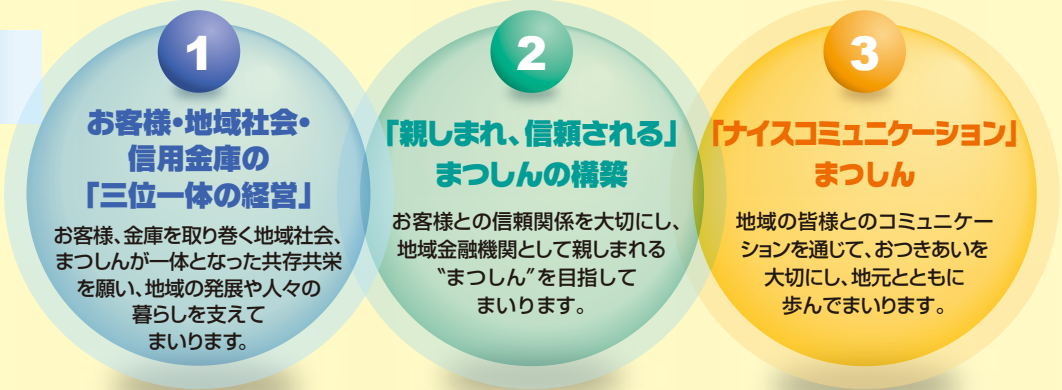 1
お客様・地域社会・
信用金庫の
「三位一体の経営」
お客様、金庫を取り巻く地域社会、
まつしんが一体となった共存共栄
を願い、地域の発展や人々の
暮らしを支えて
まいります。
2
「親しまれ、信頼される」
まつしんの構築
お客様との信頼関係を大切にし、
地域金融機関として親しまれる
〝まつしん〟を目指して
まいります。
3
「ナイスコミュニケーション」
まつしん
地域の皆様とのコミュニケー
ションを通じて、おつきあいを
大切にし、地元とともに
歩んでまいります。